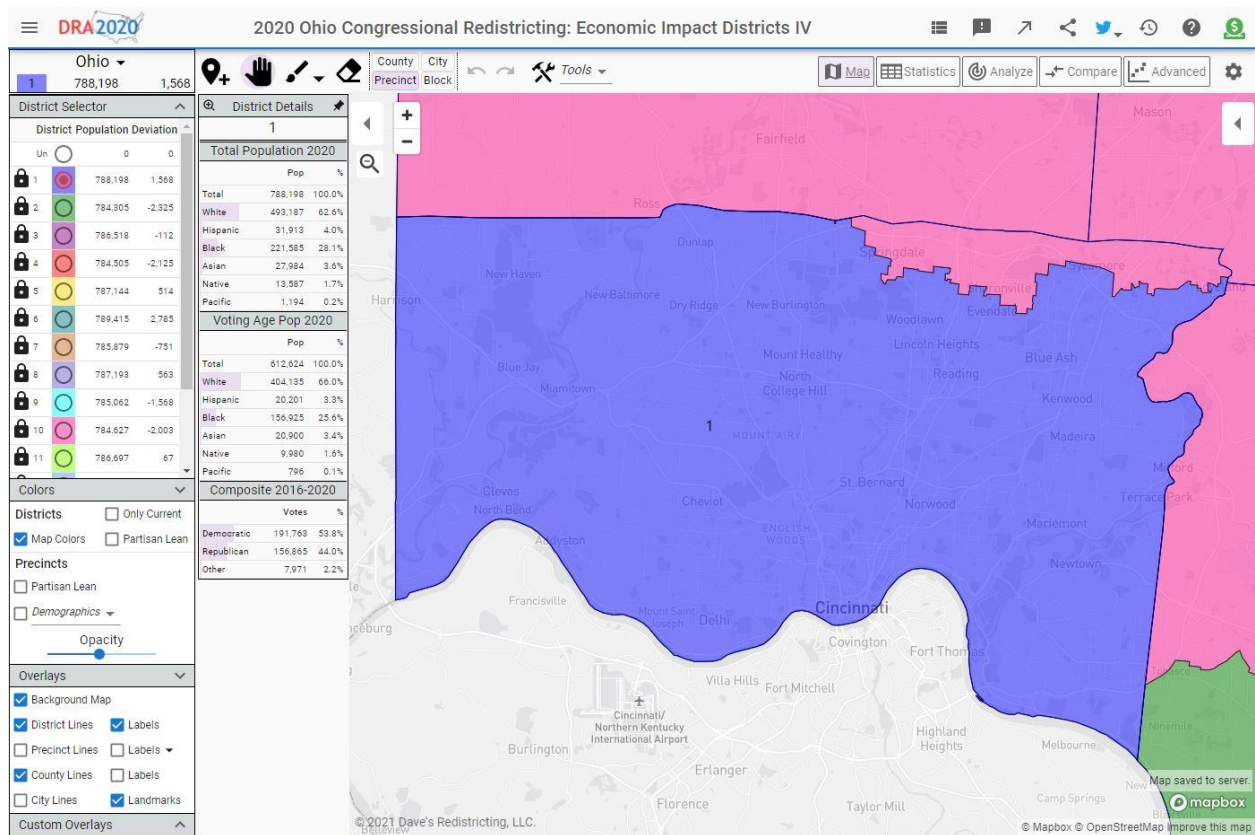 DRA2020
2020 Ohio Congressional Redistricting: Economic Impact Districts IV
Ohio
1 788,198 1,568
County City
Precinct Block
Tools
Map
Statistics
Analyze
Compare
Advanced
District Selector
District Population Deviation
Un 0 0
1 788,198 1,568
2 784,305 -2,325
3 786,518 -112
4 784,505 -2,125
5 787,144 514
6 789,415 2,785
7 785,879 -751
8 787,193 563
9 785,062 -1,568
10 784,627 -2,003
11 786,697 67
Colors
Districts Only Current
Map Colors Partisan Lean
Precincts
Partisan Lean
Demographics
Opacity
Overlays
Background Map
District Lines Labels
Precinct Lines Labels
County Lines Labels
City Lines Landmarks
Custom Overlays
District Details
1
Total Population 2020
Pop %
Total 788,198 100.0%
White 493,187 62.6%
Hispanic 31,913 4.0%
Black 221,585 28.1%
Asian 27,984 3.6%
Native 13,587 1.7%
Pacific 1,194 0.2%
Voting Age Pop 2020
Pop %
Total 612,624 100.0%
White 404,135 66.0%
Hispanic 20,201 3.3%
Black 156,925 25.6%
Asian 20,900 3.4%
Native 9,980 1.6%
Pacific 796 0.1%
Composite 2016-2020
Votes %
Democratic 191,763 53.8%
Republican 156,865 44.0%
Other 7,971 2.2%
Mason
Fairfield
Ross
Dunlap
Springdale
Sycamore
New Haven
Harrison
New Baltimore
Dry Ridge
New Burlington
Sharonville
Evendale
Woodlawn
Lincoln Heights
Mount Healthy
Blue Ash
Blue Jay
Reading
North
College Hill
Miamitown
Kenwood
1
MOUNT AIRY
Madeira
Milford
St. Bernard
Cleves
Cheviot
Norwood
Terrace Park
North Bend
Mariemont
ENGLISH
WOODS
Addyston
Newtown
Francisville
Mount Saint
Joseph
Delhi
Cincinnati
Covington
Fort Thomas
Villa Hills
Fort Mitchell
Cincinnati/
Northern Kentucky
International Airport
Ninemile
Highland
Heights
Burlington
Melbourne
Erlanger
Map saved to server.
Camp Springs
Florence
Taylor Mill
mapbox
© 2021 Dave's Redistricting, LLC.
Belleview
© Mapbox © OpenStreetMap Improve this map